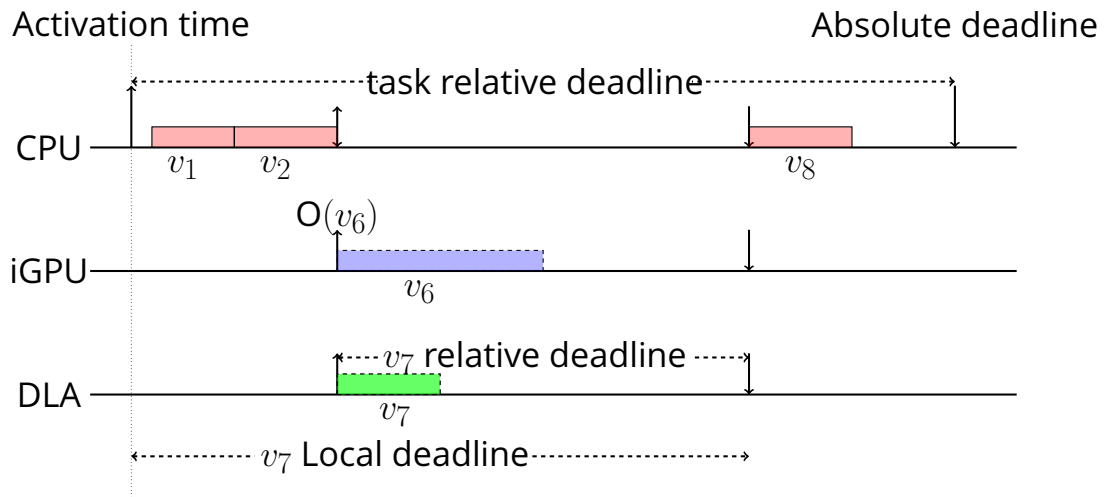 Activation time
Absolute deadline
task relative deadline
CPU
v1
v2
v8
O(v6)
iGPU
v6
v7 relative deadline
DLA
v7
v7 Local deadline